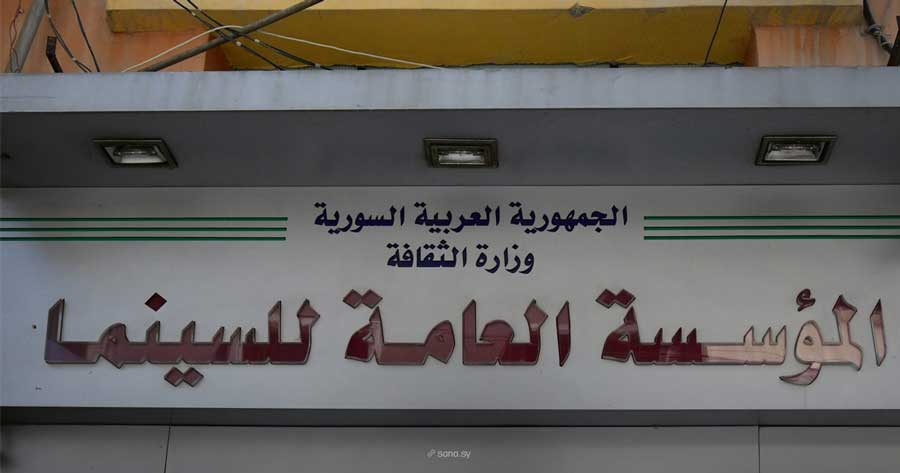 الجمهورية العربية السورية
وزارة الثقافة
المؤسسة العامة للسينما
sana.sy